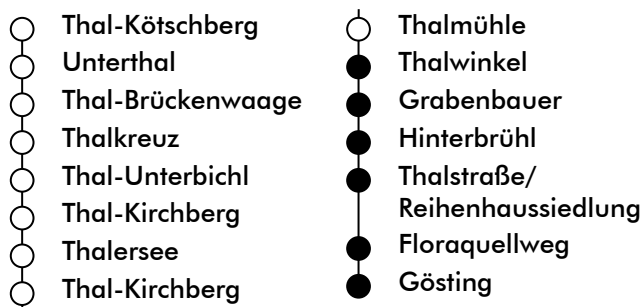 Thal-Kötschberg
Unterthal
Thal-Brückenwaage
Thalkreuz
Thal-Unterbichl
Thal-Kirchberg
Thalersee
Thal-Kirchberg
Thalmühle
Thalwinkel
Grabenbauer
Hinterbrühl
Thalstraße/
Reihenhaussiedlung
Floraquellweg
Gösting